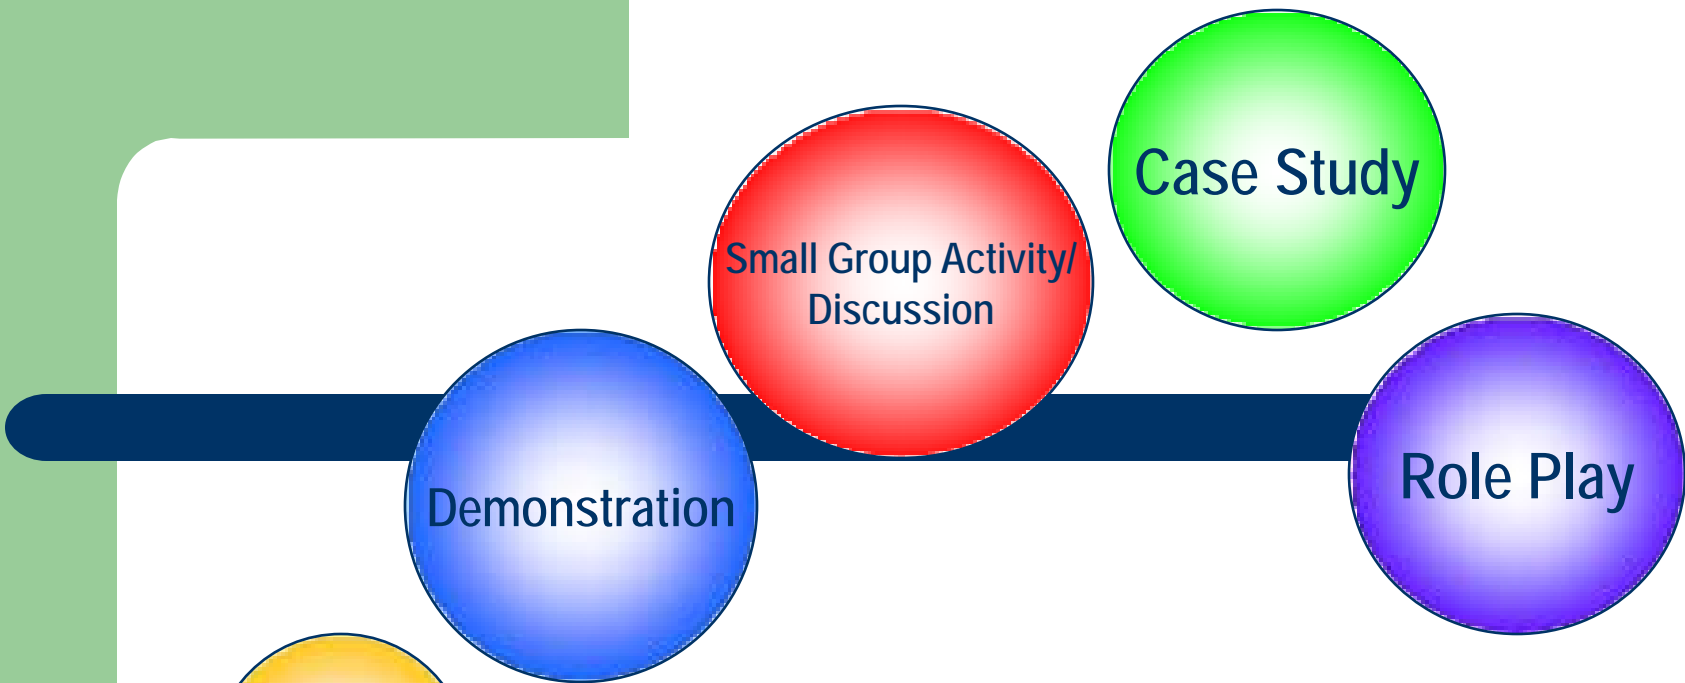 Case Study
Small Group Activity/
Discussion
Role Play
Demonstration